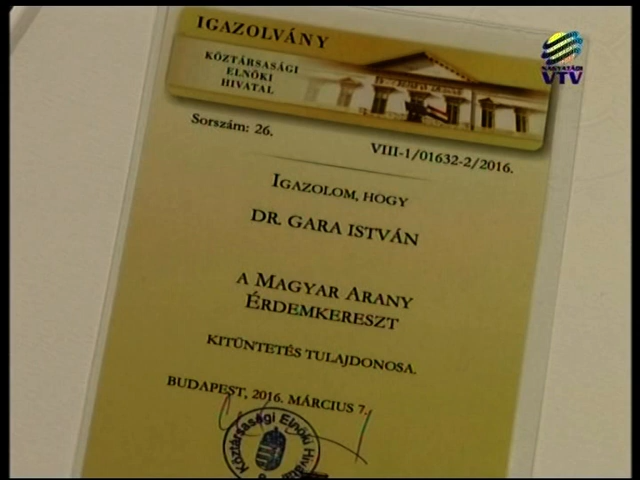 IGAZOLVÁNY
KÖZTÁRSASÁGI
ELNÖKI
HIVATAL
NAGYATÁDI
VTV
Sorszám: 26.
VIII-1/01632-2/2016.
IGAZOLOM, HOGY
DR. GARA ISTVÁN
A MAGYAR ARANY
ÉRDEMKERESZT
KITÜNTETÉS TULAJDONOSA.
BUDAPEST, 2016. MÁRCIUS 7.
Köztársasági Elnöki